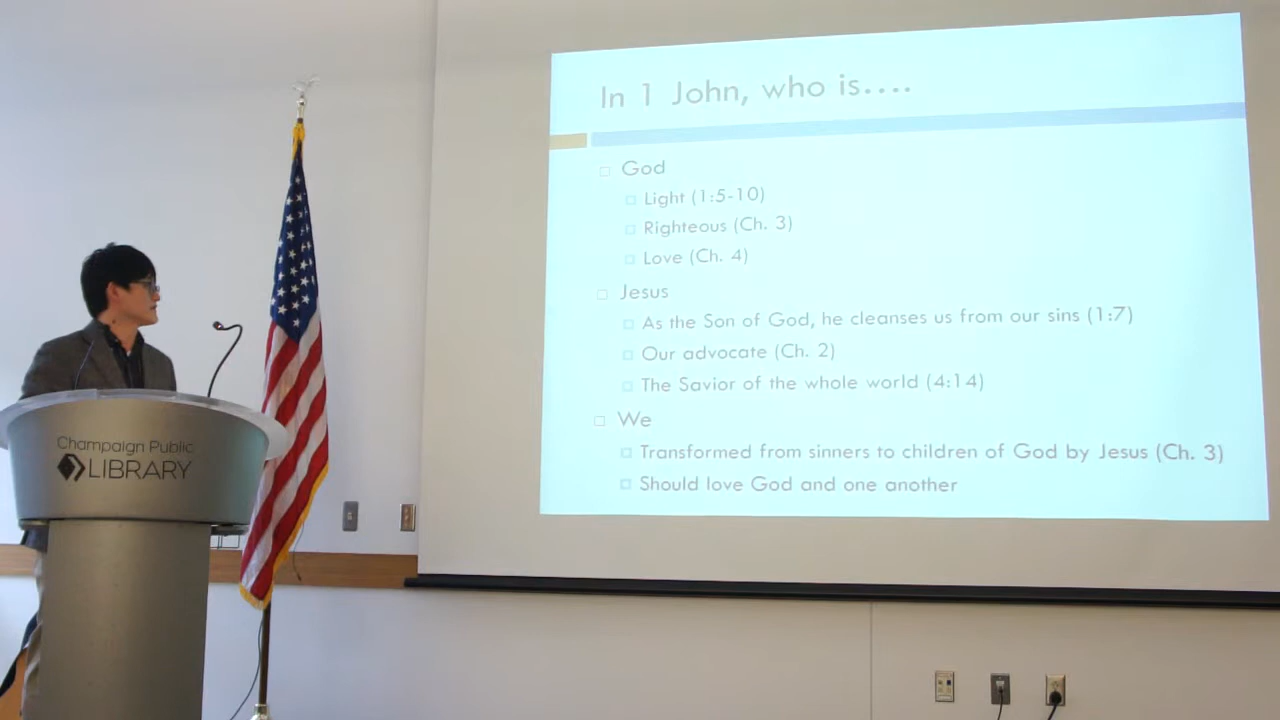 In 1 John, who is....
God
Light (1:5-10)
Righteous (Ch. 3)
Love (Ch. 4)
Jesus
As the Son of God, he cleanses us from our sins (1:7)
Our advocate (Ch. 2)
The Savior of the whole world (4:14)
We
Transformed from sinners to children of God by Jesus (Ch. 3)
Should love God and one another
Champaign Public
LIBRARY